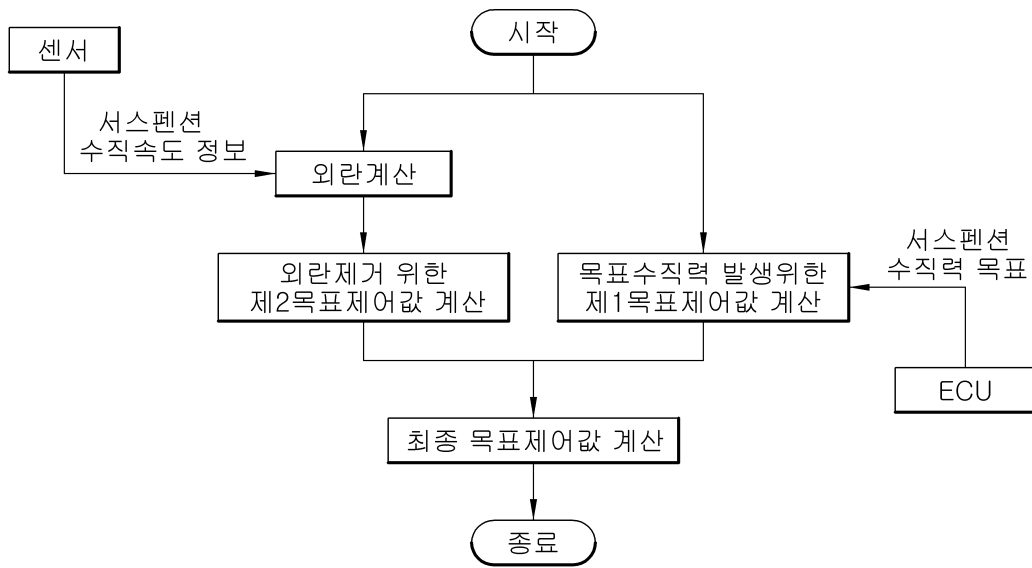 시작
센서
서스펜션
수직속도 정보
외란계산
서스펜션
수직력 목표
외란제거 위한
제2목표제어값 계산
목표수직력 발생위한
제1목표제어값 계산
ECU
최종 목표제어값 계산
종료